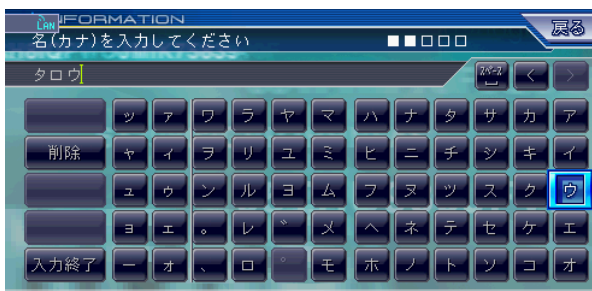 LAN INFORMATION 戻る
名(カナ)を入力してください ■■□□□
タロウ スペース < >
ッ ァ ワ ラ ヤ マ ハ ナ タ サ カ ア
削除 ャ ィ ヲ リ ユ ミ ヒ ニ チ シ キ イ
ュ ゥ ン ル ヨ ム フ ヌ ツ ス ク ウ
ョ ェ 。 レ ゛ メ ヘ ネ テ セ ケ エ
入力終了 ー ォ 、 ロ ゜ モ ホ ノ ト ソ コ オ